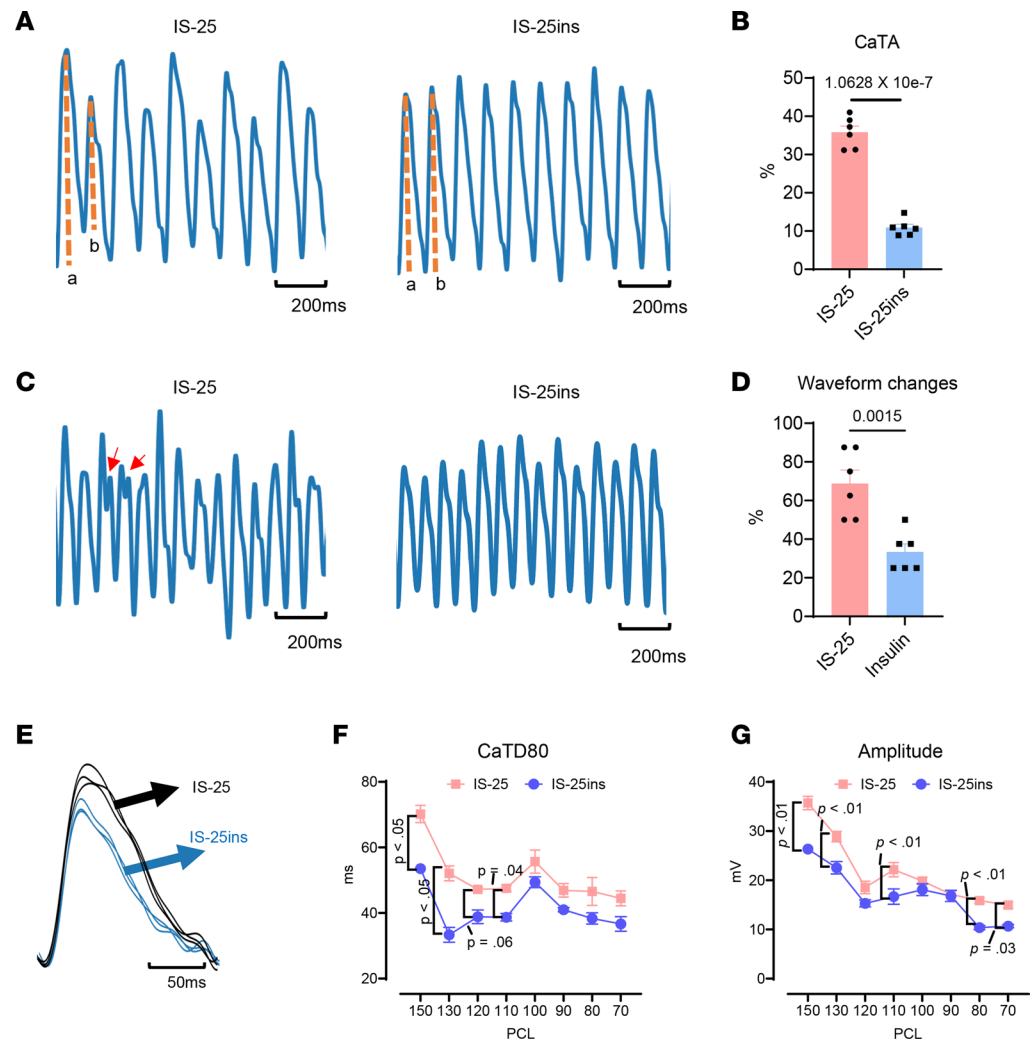 A
IS-25
IS-25ins
a
b
200ms
a
b
200ms
B
CaTA
1.0628 X 10e-7
%
50
40
30
20
10
0
IS-25
IS-25ins
C
IS-25
IS-25ins
200ms
200ms
D
Waveform changes
0.0015
%
100
80
60
40
20
0
IS-25
Insulin
E
IS-25
IS-25ins
50ms
F
CaTD80
IS-25
IS-25ins
ms
80
60
40
20
p < .05
p < .05
p = .04
p = .06
150 130 120 110 100 90 80 70
PCL
G
Amplitude
IS-25
IS-25ins
mV
40
30
20
10
0
p < .01
p < .01
p < .01
p < .01
p = .03
150 130 120 110 100 90 80 70
PCL